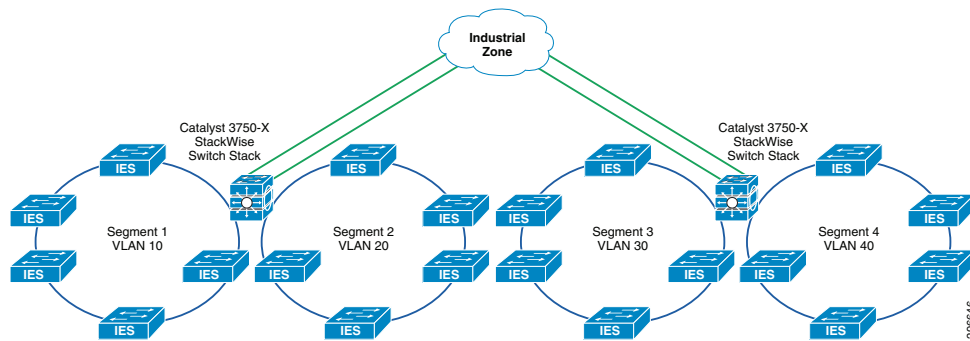 Industrial
Zone
Catalyst 3750-X
StackWise
Switch Stack
Catalyst 3750-X
StackWise
Switch Stack
IES
IES
IES
IES
IES
IES
IES
IES
Segment 1
VLAN 10
Segment 2
VLAN 20
Segment 3
VLAN 30
Segment 4
VLAN 40
IES
IES
IES
IES
IES
IES
IES
IES
IES
IES
IES
IES